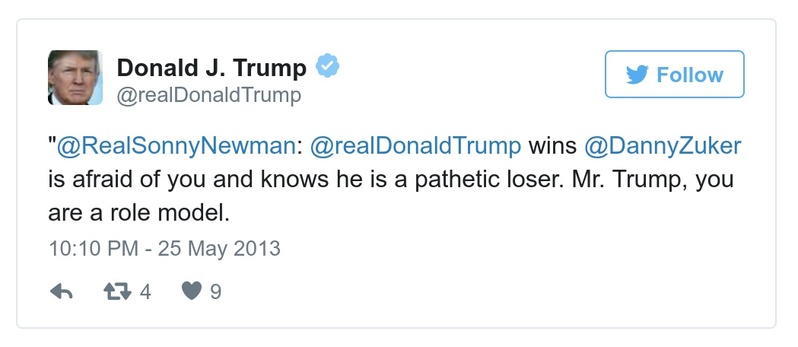 Donald J. Trump
@realDonaldTrump
Follow
"@RealSonnyNewman: @realDonaldTrump wins @DannyZuker
is afraid of you and knows he is a pathetic loser. Mr. Trump, you
are a role model.
10:10 PM - 25 May 2013
4
9